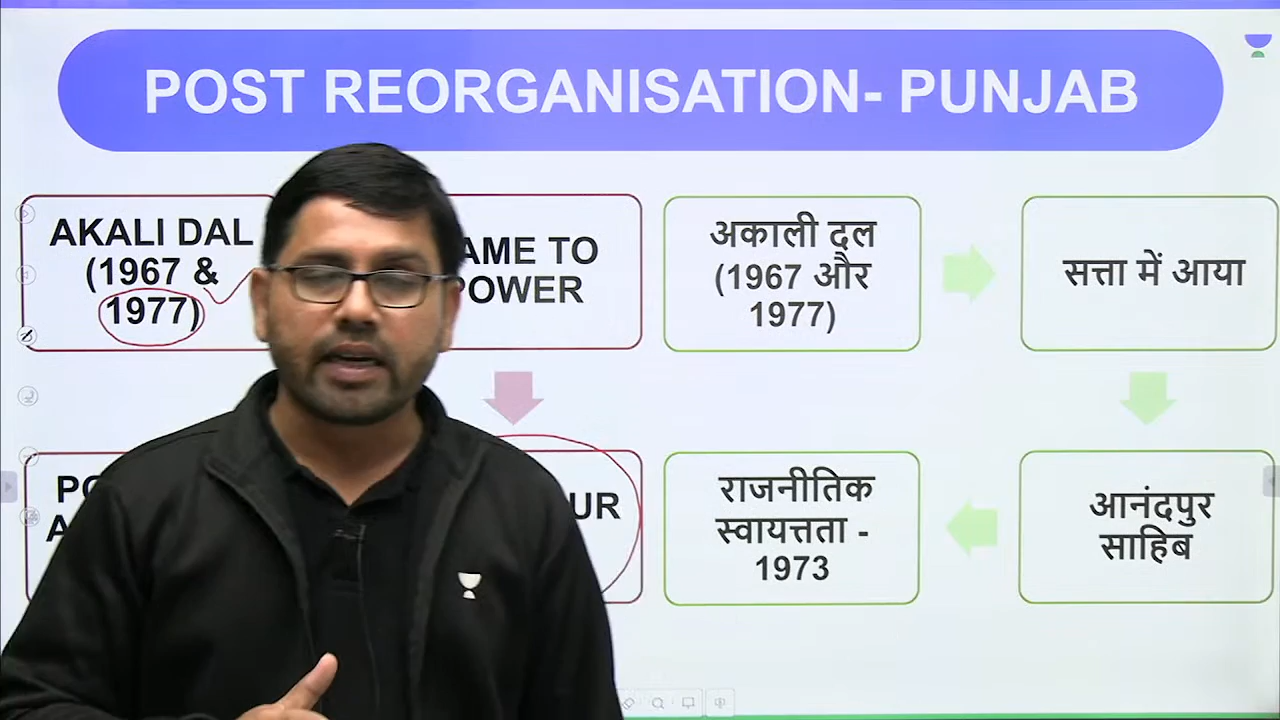 POST REORGANISATION- PUNJAB
AKALI DAL
(1967 &
1977)
AME TO
POWER
अकाली दल
(1967 और
1977)
सत्ता में आया
UR
राजनीतिक
स्वायत्तता -
1973
आनंदपुर
साहिब